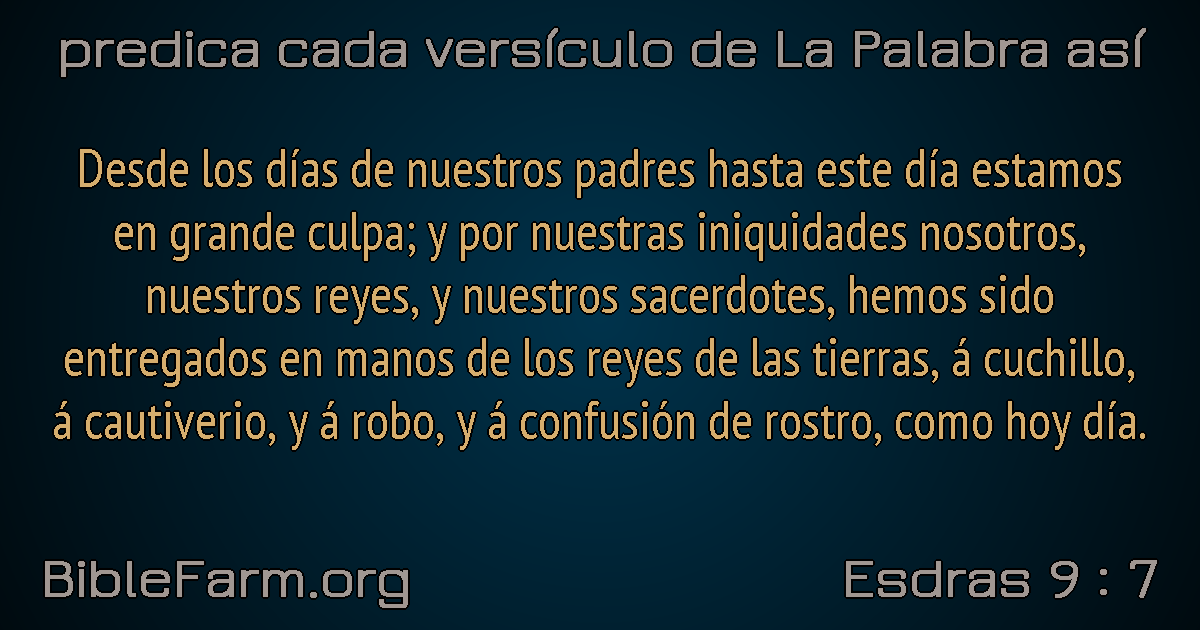 predica cada versículo de La Palabra así
Desde los días de nuestros padres hasta este día estamos
en grande culpa; y por nuestras iniquidades nosotros,
nuestros reyes, y nuestros sacerdotes, hemos sido
entregados en manos de los reyes de las tierras, á cuchillo,
á cautiverio, y á robo, y á confusión de rostro, como hoy día.
BibleFarm.org
Esdras 9 : 7